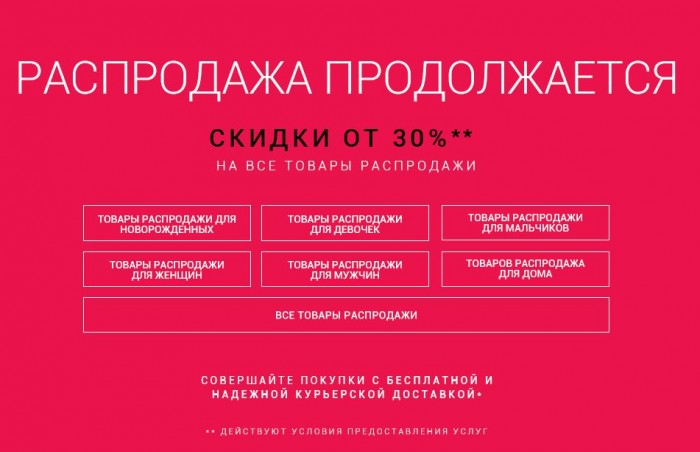 РАСПРОДАЖА ПРОДОЛЖАЕТСЯ
СКИДКИ ОТ 30%**
НА ВСЕ ТОВАРЫ РАСПРОДАЖИ
ТОВАРЫ РАСПРОДАЖИ ДЛЯ
НОВОРОЖДЕННЫХ
ТОВАРЫ РАСПРОДАЖИ
ДЛЯ ДЕВОЧЕК
ТОВАРЫ РАСПРОДАЖИ
ДЛЯ МАЛЬЧИКОВ
ТОВАРЫ РАСПРОДАЖИ
ДЛЯ ЖЕНЩИН
ТОВАРЫ РАСПРОДАЖИ
ДЛЯ МУЖЧИН
ТОВАРОВ РАСПРОДАЖА
ДЛЯ ДОМА
ВСЕ ТОВАРЫ РАСПРОДАЖИ
СОВЕРШАЙТЕ ПОКУПКИ С БЕСПЛАТНОЙ И
НАДЕЖНОЙ КУРЬЕРСКОЙ ДОСТАВКОЙ*
** ДЕЙСТВУЮТ УСЛОВИЯ ПРЕДОСТАВЛЕНИЯ УСЛУГ